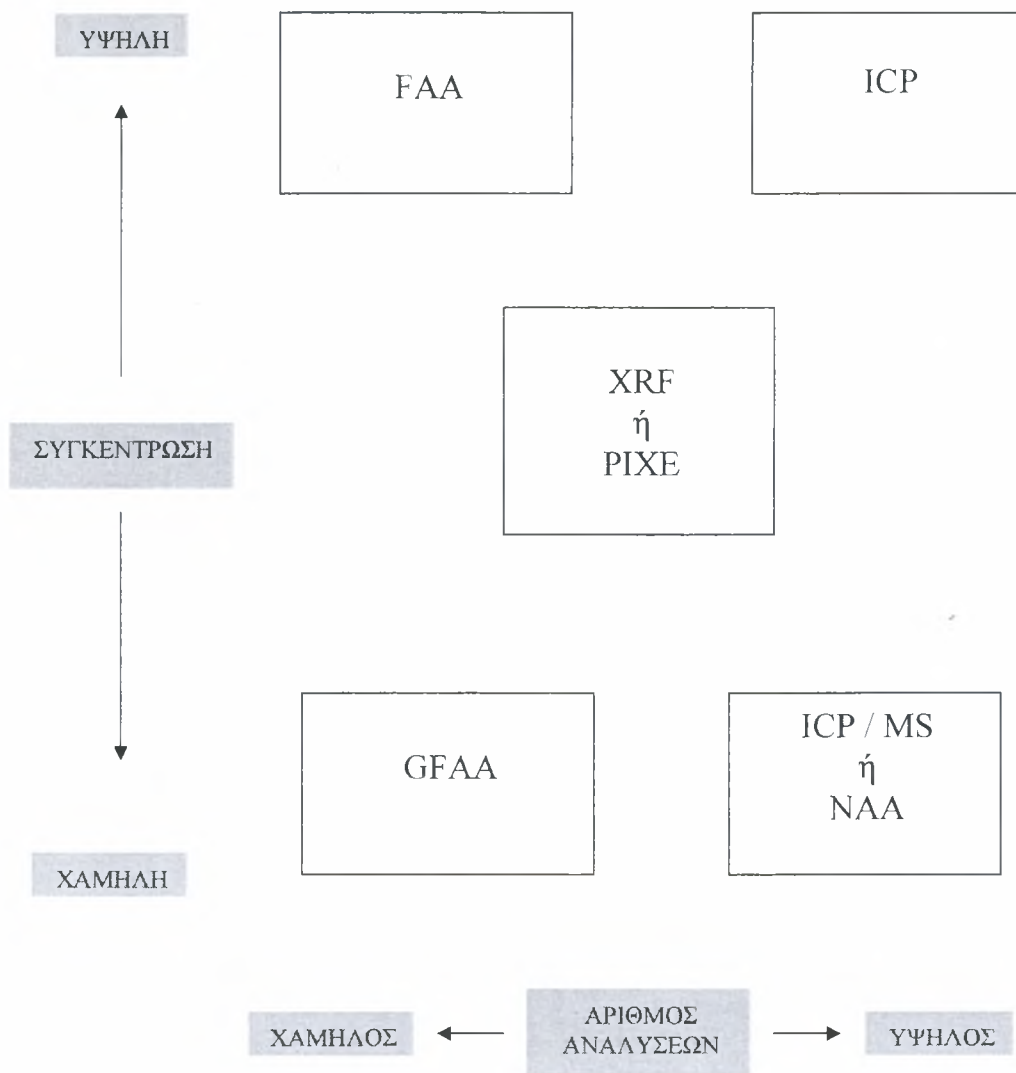 ΥΨΗΛΗ
FAA
ICP
XRF
ή
PIXE
ΣΥΓΚΕΝΤΡΩΣΗ
GFAA
ICP / MS
ή
NAA
ΧΑΜΗΛΗ
ΧΑΜΗΛΟΣ
ΑΡΙΘΜΟΣ
ΑΝΑΛΥΣΕΩΝ
ΥΨΗΛΟΣ